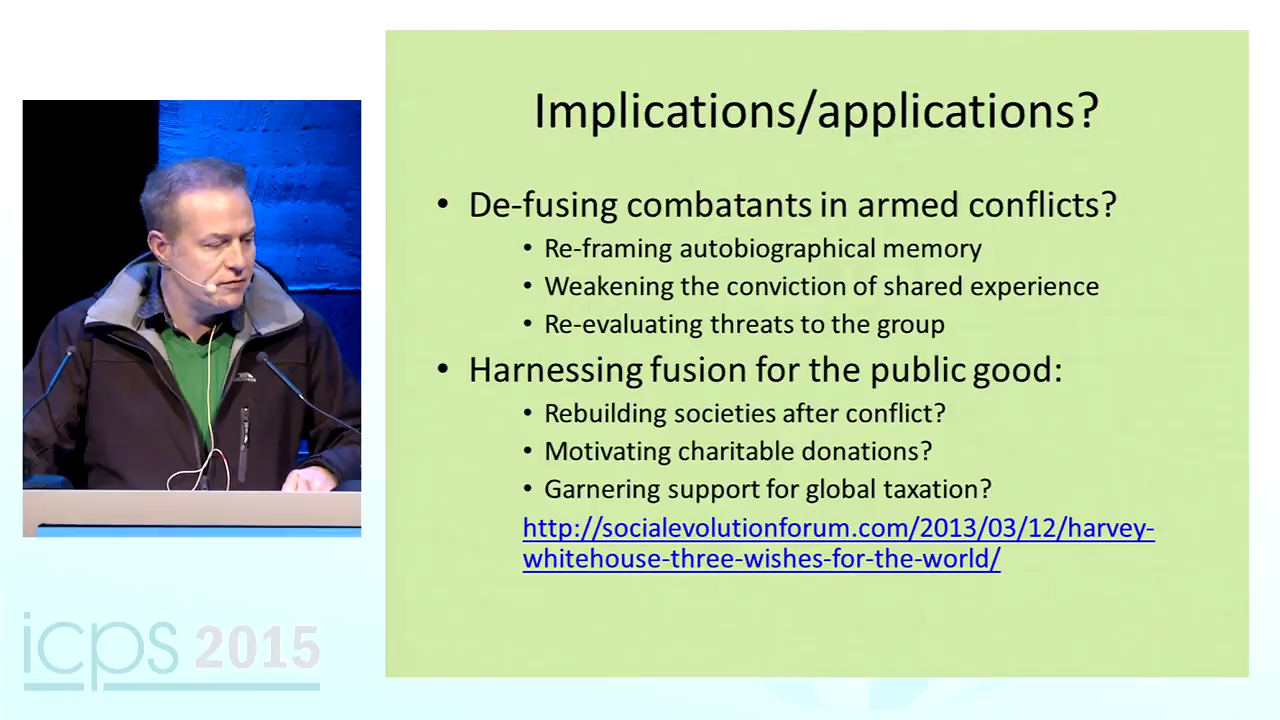 Implications/applications?
• De-fusing combatants in armed conflicts?
• Re-framing autobiographical memory
• Weakening the conviction of shared experience
• Re-evaluating threats to the group
• Harnessing fusion for the public good:
• Rebuilding societies after conflict?
• Motivating charitable donations?
• Garnering support for global taxation?
http://socialevolutionforum.com/2013/03/12/harvey-
whitehouse-three-wishes-for-the-world/
icps 2015